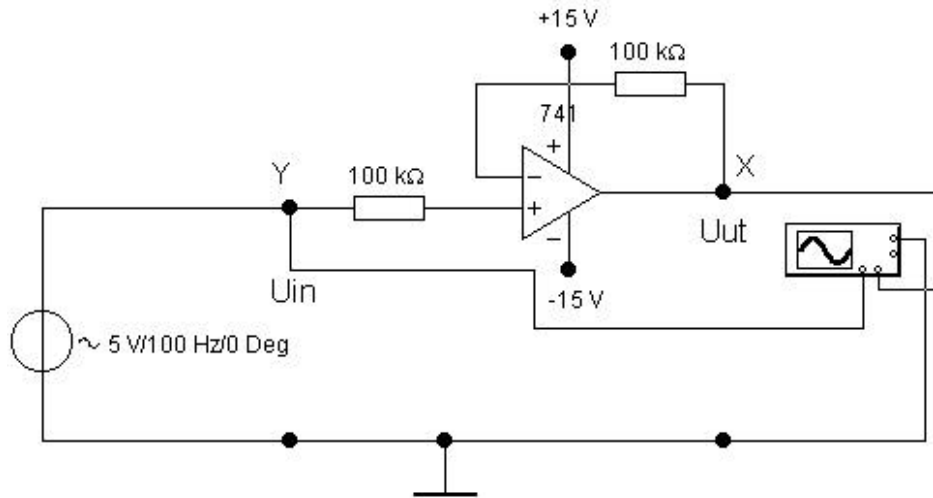 +15 V
100 kΩ
741
+
Y
100 kΩ
−
+
X
Uut
−
Uin
-15 V
~ 5 V/100 Hz/0 Deg